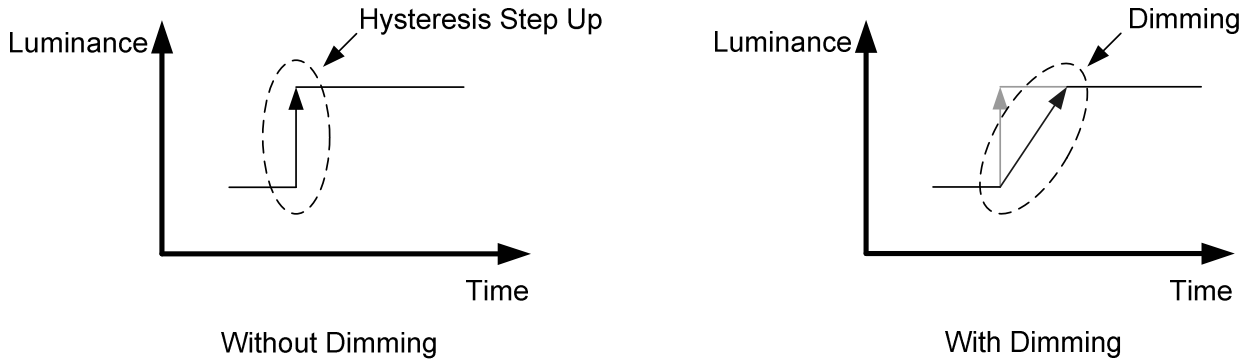 Hysteresis Step Up
Luminance
Time
Without Dimming
Dimming
Luminance
Time
With Dimming